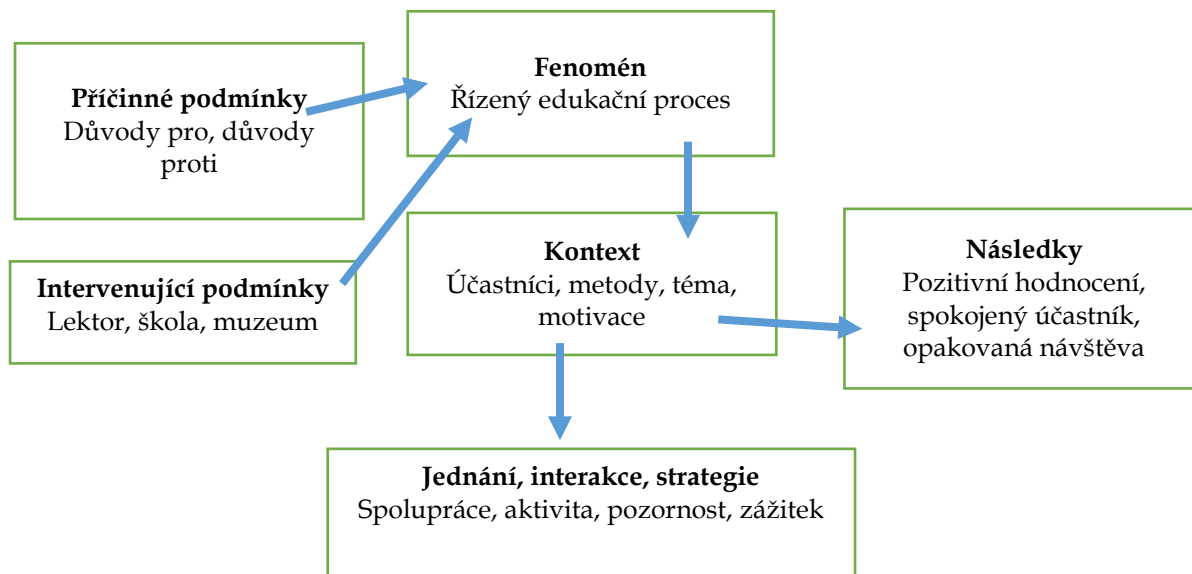 Příčinné podmínky
Důvody pro, důvody
proti
Fenomén
Řízený edukační proces
Intervenující podmínky
Lektor, škola, muzeum
Kontext
Účastníci, metody, téma,
motivace
Následky
Pozitivní hodnocení,
spokojený účastník,
opakovaná návštěva
Jednání, interakce, strategie
Spolupráce, aktivita, pozornost, zážitek